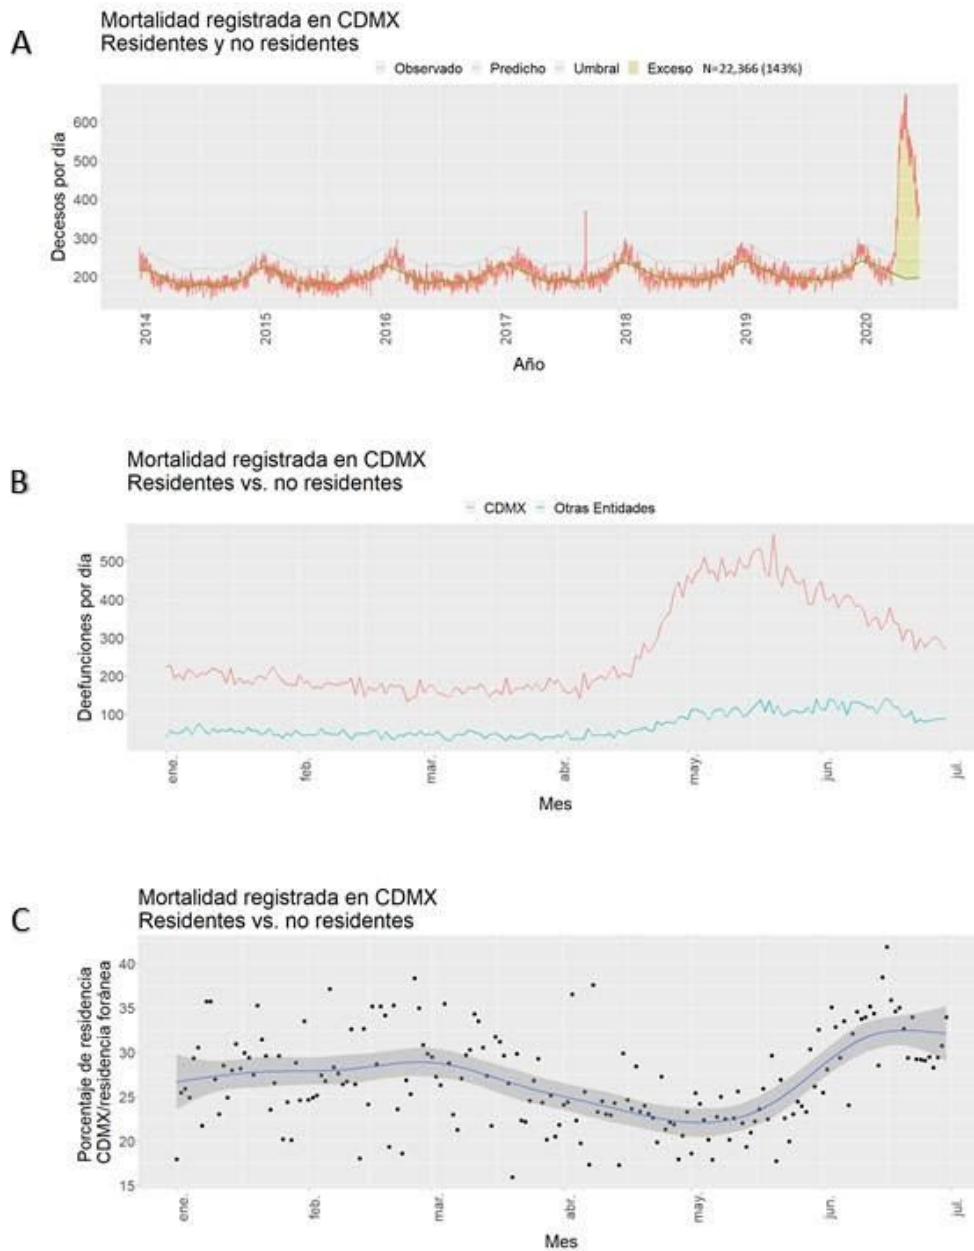 A
Mortalidad registrada en CDMX
Residentes y no residentes
Observado Predicho Umbral Exceso N=22,366 (143%)
Decesos por día
600
500
400
300
200
2014 2015 2016 2017 2018 2019 2020
Año
B
Mortalidad registrada en CDMX
Residentes vs. no residentes
CDMX Otras Entidades
Deefunciones por día
500
400
300
200
100
ene. feb. mar. abr. may. jun. jul.
Mes
C
Mortalidad registrada en CDMX
Residentes vs. no residentes
Porcentaje de residencia
CDMX/residencia foránea
40
35
30
25
20
15
ene. feb. mar. abr. may. jun. jul.
Mes